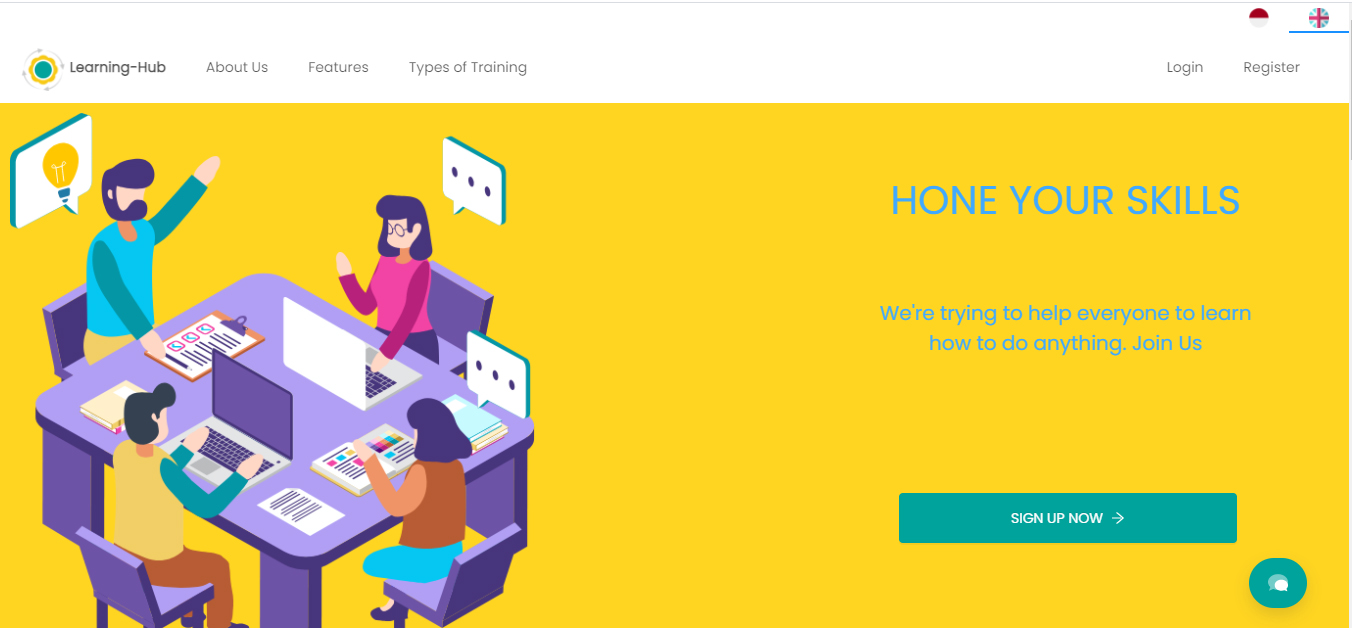 Learning-Hub
About Us
Features
Types of Training
Login
Register
HONE YOUR SKILLS
We're trying to help everyone to learn
how to do anything. Join Us
SIGN UP NOW →